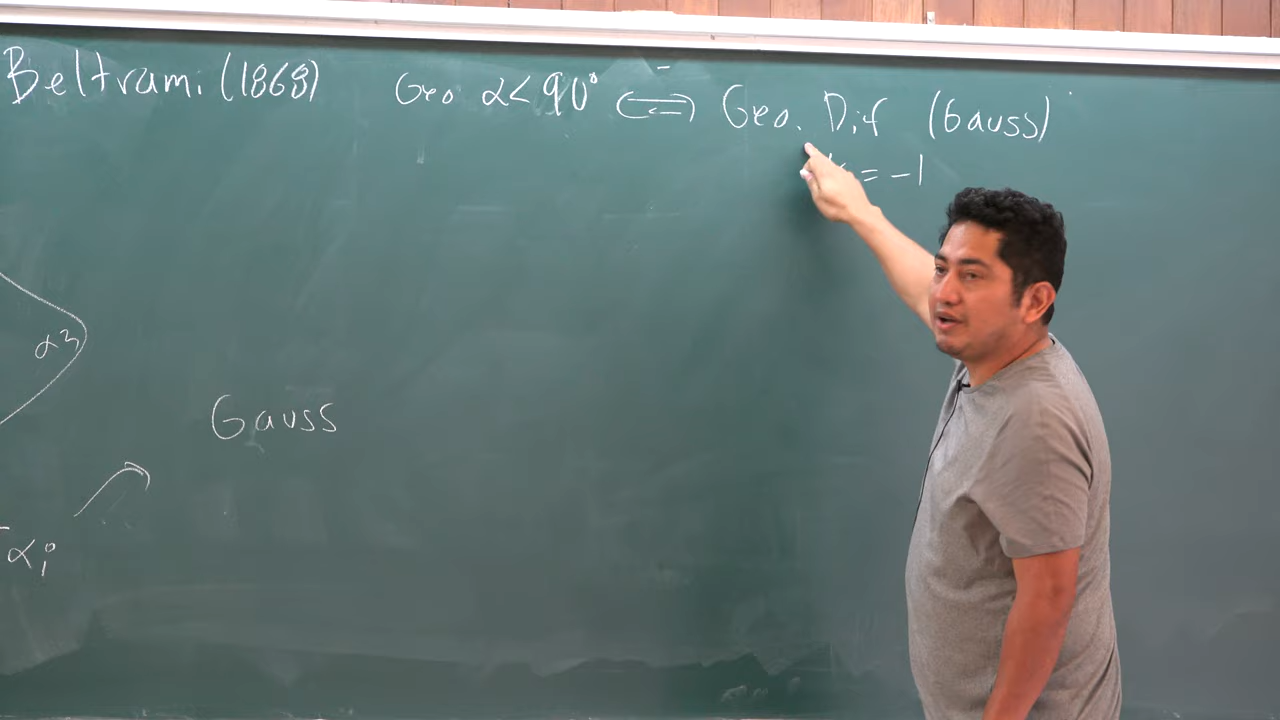 Beltrami (1868) Geo α<90° ⟺ Geo. Dif (Gauss)
= -1
α3
Gauss
αi